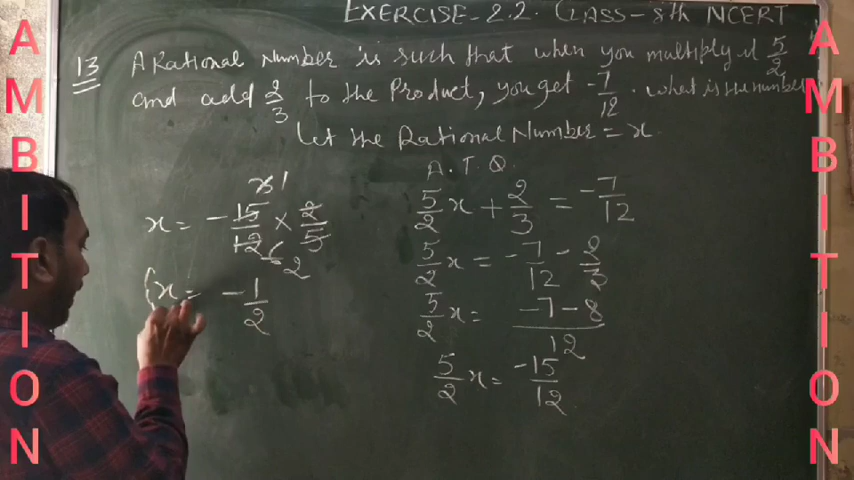 EXERCISE-2.2. CLASS-8th NCERT
13 A Rational Number is such that when you multiply it 5/2
and add 2/3 to the Product, you get -7/12. what is the number
Let the Rational Number = x.
A.T.Q.
5/2 x + 2/3 = -7/12
5/2 x = -7/12 - 2/3
5/2 x = -7-8/12
5/2 x = -15/12
x = -15/12 × 2/5
x = -1/2
AMBITION
AMBITION